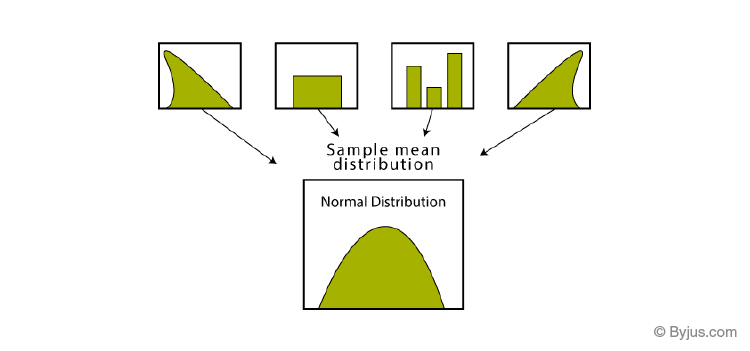 Sample mean
distribution
Normal Distribution
© Byjus.com